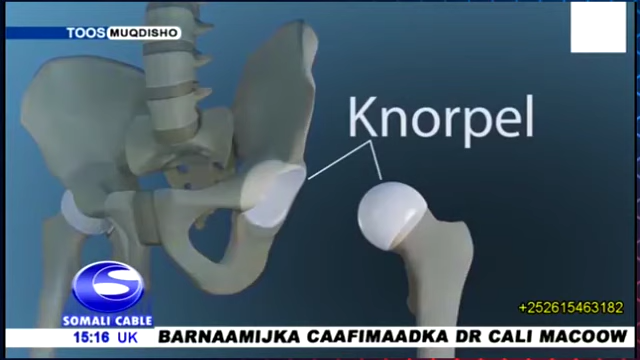 TOOS MUQDISHO
Knorpel
+252615463182
SOMALI CABLE
15:16 UK
BARNAAMIJKA CAAFIMAADKA DR CALI MACOOW